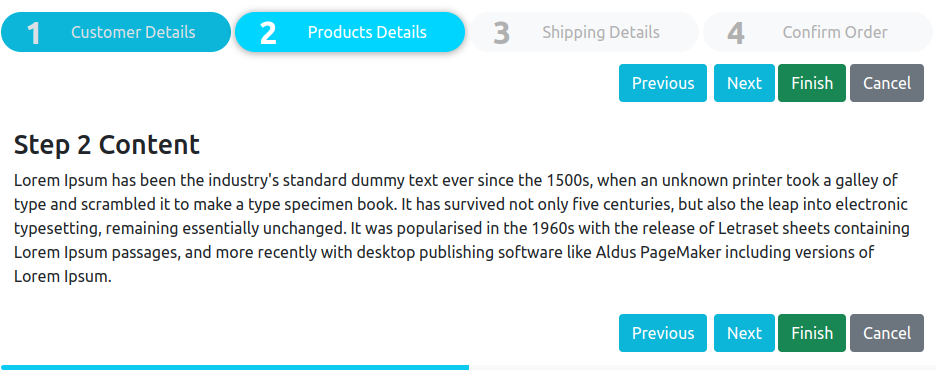 1 Customer Details 2 Products Details 3 Shipping Details 4 Confirm Order
Previous Next Finish Cancel
Step 2 Content
Lorem Ipsum has been the industry's standard dummy text ever since the 1500s, when an unknown printer took a galley of
type and scrambled it to make a type specimen book. It has survived not only five centuries, but also the leap into electronic
typesetting, remaining essentially unchanged. It was popularised in the 1960s with the release of Letraset sheets containing
Lorem Ipsum passages, and more recently with desktop publishing software like Aldus PageMaker including versions of
Lorem Ipsum.
Previous Next Finish Cancel